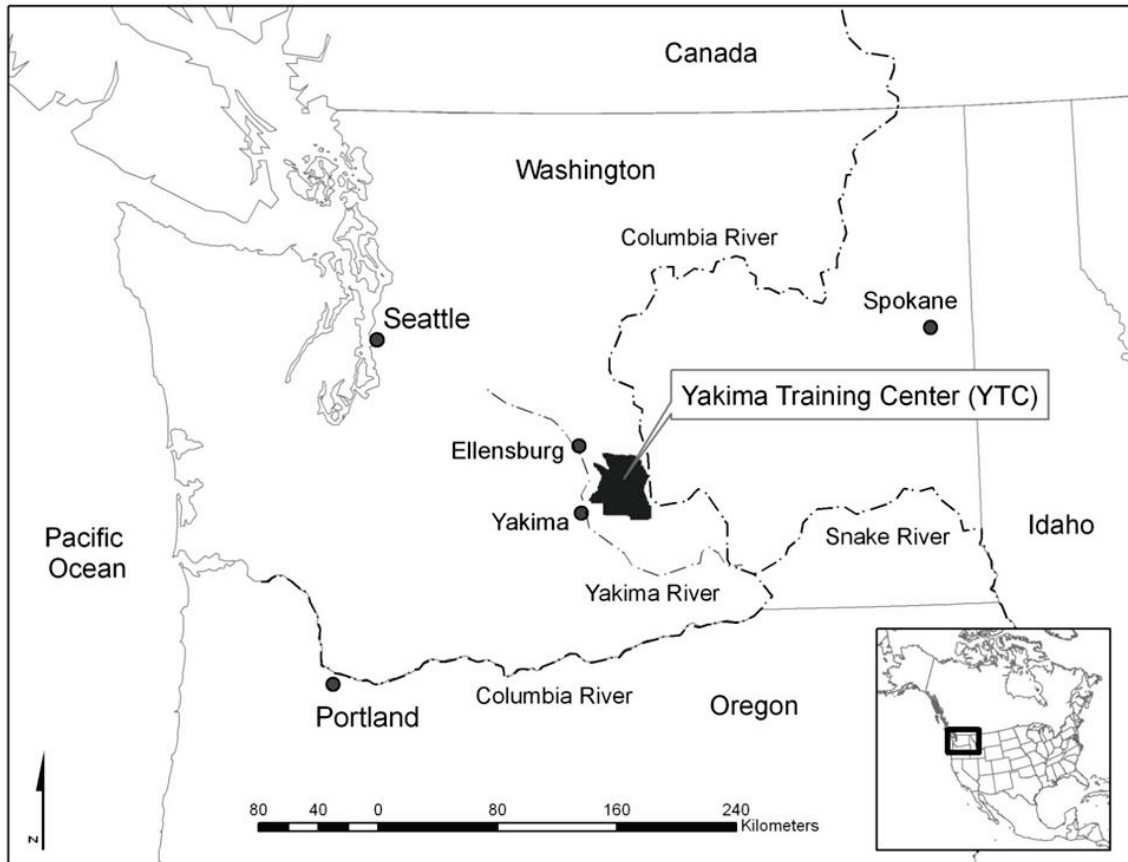 Canada
Washington
Columbia River
Spokane
Seattle
Yakima Training Center (YTC)
Ellensburg
Yakima
Pacific
Ocean
Snake River
Idaho
Yakima River
Columbia River
Oregon
Portland
N
80 40 0 80 160 240
Kilometers